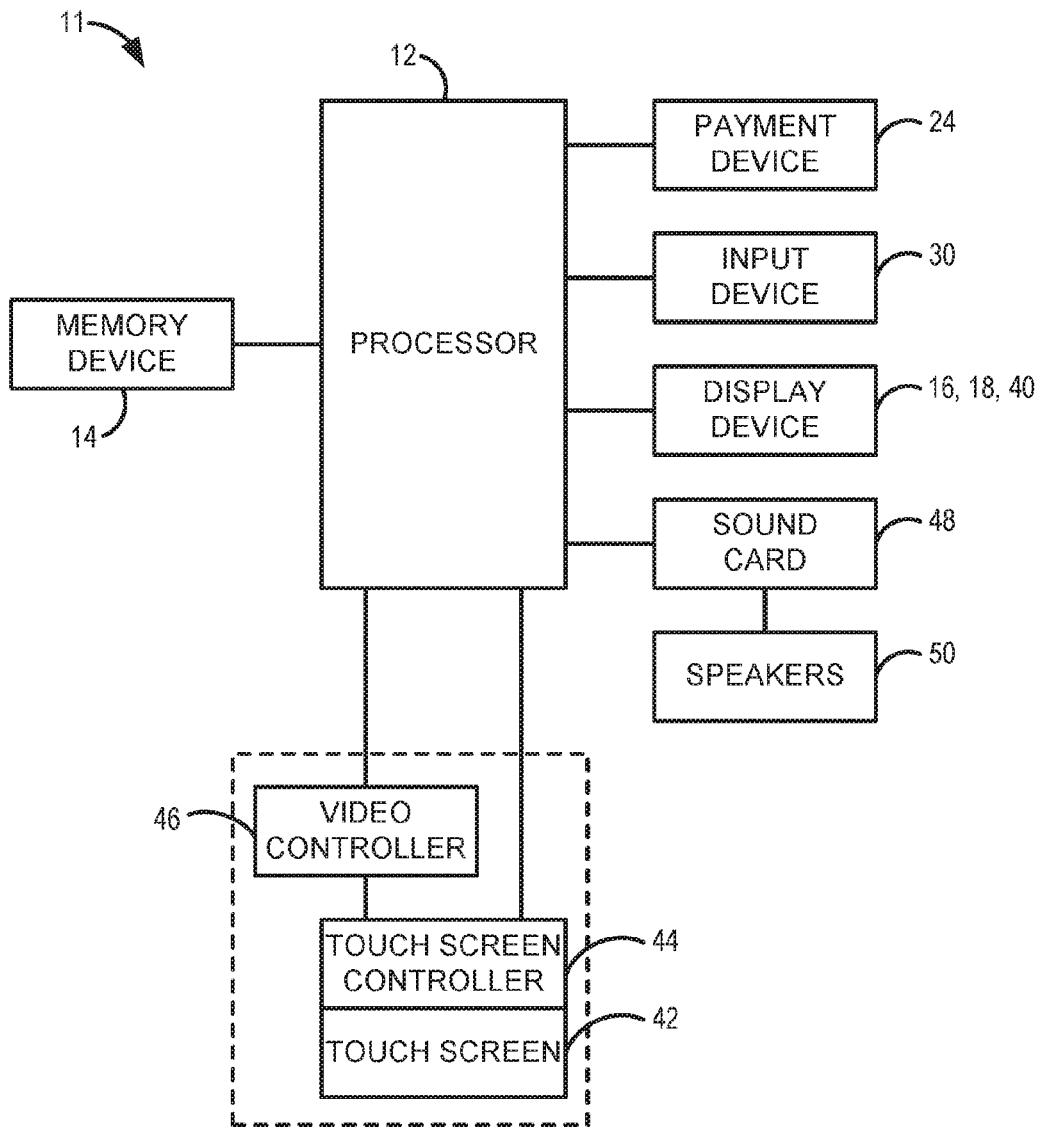 11
12
PAYMENT
DEVICE
24
INPUT
DEVICE
30
MEMORY
DEVICE
14
PROCESSOR
DISPLAY
DEVICE
16, 18, 40
SOUND
CARD
48
SPEAKERS
50
46
VIDEO
CONTROLLER
TOUCH SCREEN
CONTROLLER
44
TOUCH SCREEN
42